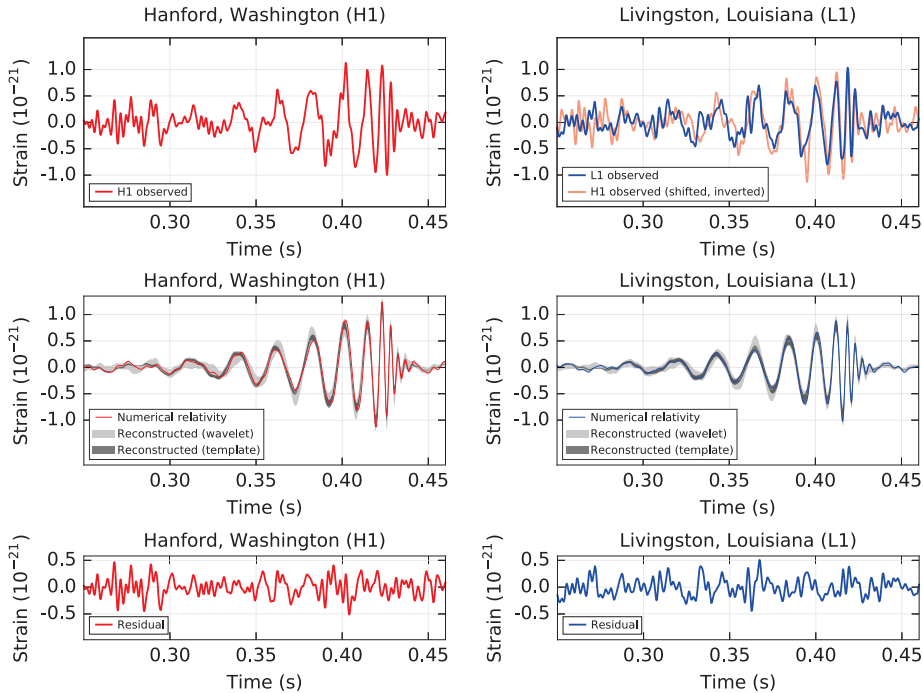 Hanford, Washington (H1)
Strain (10⁻²¹)
1.0
0.5
0.0
-0.5
-1.0
H1 observed
0.30 0.35 0.40 0.45
Time (s)
Livingston, Louisiana (L1)
Strain (10⁻²¹)
1.0
0.5
0.0
-0.5
-1.0
L1 observed
H1 observed (shifted, inverted)
0.30 0.35 0.40 0.45
Time (s)
Hanford, Washington (H1)
Strain (10⁻²¹)
1.0
0.5
0.0
-0.5
-1.0
Numerical relativity
Reconstructed (wavelet)
Reconstructed (template)
0.30 0.35 0.40 0.45
Time (s)
Livingston, Louisiana (L1)
Strain (10⁻²¹)
1.0
0.5
0.0
-0.5
-1.0
Numerical relativity
Reconstructed (wavelet)
Reconstructed (template)
0.30 0.35 0.40 0.45
Time (s)
Hanford, Washington (H1)
Strain (10⁻²¹)
0.5
0.0
-0.5
Residual
0.30 0.35 0.40 0.45
Time (s)
Livingston, Louisiana (L1)
Strain (10⁻²¹)
0.5
0.0
-0.5
Residual
0.30 0.35 0.40 0.45
Time (s)